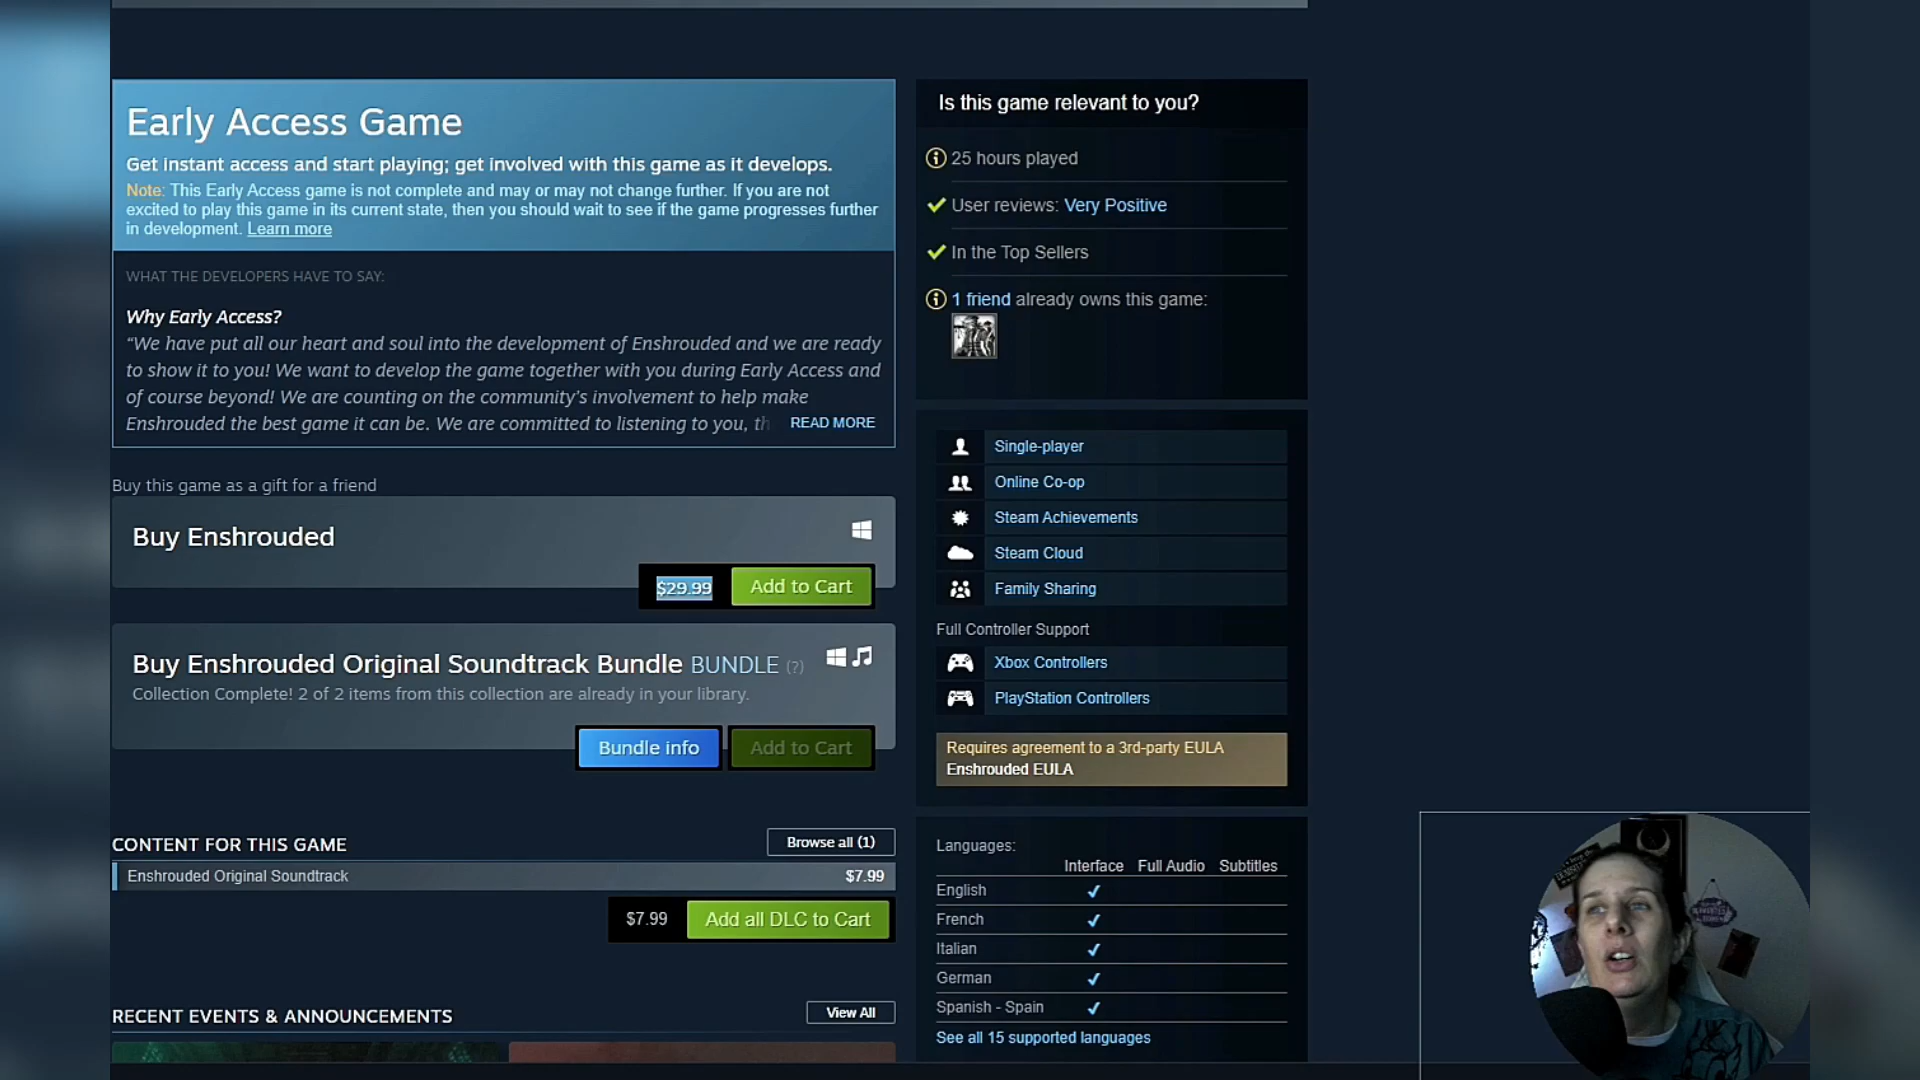 Early Access Game
Get instant access and start playing; get involved with this game as it develops.
Note: This Early Access game is not complete and may or may not change further. If you are not
excited to play this game in its current state, then you should wait to see if the game progresses further
in development. Learn more
WHAT THE DEVELOPERS HAVE TO SAY:
Why Early Access?
“We have put all our heart and soul into the development of Enshrouded and we are ready
to show it to you! We want to develop the game together with you during Early Access and
of course beyond! We are counting on the community's involvement to help make
Enshrouded the best game it can be. We are committed to listening to you, th READ MORE
Buy this game as a gift for a friend
Buy Enshrouded
$29.99 Add to Cart
Buy Enshrouded Original Soundtrack Bundle BUNDLE (?)
Collection Complete! 2 of 2 items from this collection are already in your library.
Bundle info Add to Cart
CONTENT FOR THIS GAME Browse all (1)
Enshrouded Original Soundtrack $7.99
$7.99 Add all DLC to Cart
RECENT EVENTS & ANNOUNCEMENTS View All
Is this game relevant to you?
25 hours played
User reviews: Very Positive
In the Top Sellers
1 friend already owns this game:
Single-player
Online Co-op
Steam Achievements
Steam Cloud
Family Sharing
Full Controller Support
Xbox Controllers
PlayStation Controllers
Requires agreement to a 3rd-party EULA
Enshrouded EULA
Languages:
Interface Full Audio Subtitles
English ✓
French ✓
Italian ✓
German ✓
Spanish - Spain ✓
See all 15 supported languages